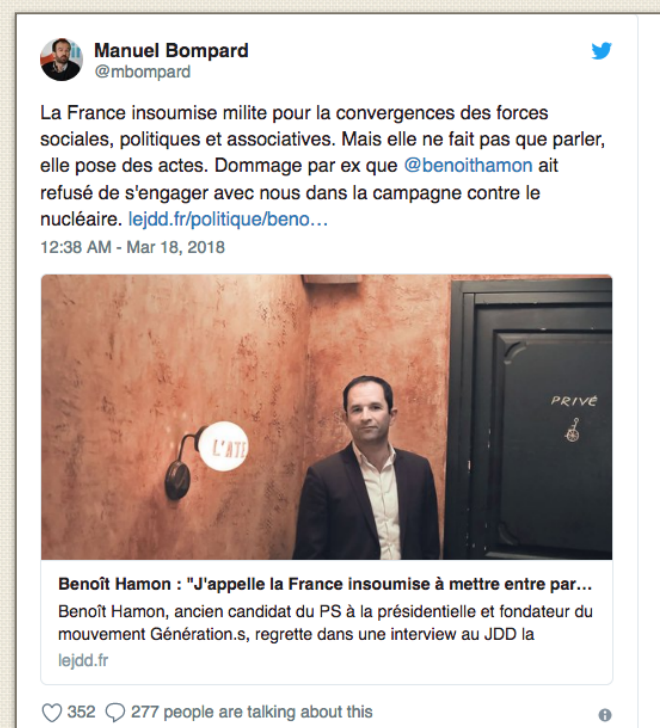 Manuel Bompard
@mbompard
La France insoumise milite pour la convergences des forces
sociales, politiques et associatives. Mais elle ne fait pas que parler,
elle pose des actes. Dommage par ex que @benoithamon ait
refusé de s'engager avec nous dans la campagne contre le
nucléaire. lejdd.fr/politique/beno…
12:38 AM - Mar 18, 2018
L'ATE
PRIVÉ
Benoît Hamon : "J'appelle la France insoumise à mettre entre par...
Benoît Hamon, ancien candidat du PS à la présidentielle et fondateur du
mouvement Génération.s, regrette dans une interview au JDD la
lejdd.fr
352 277 people are talking about this